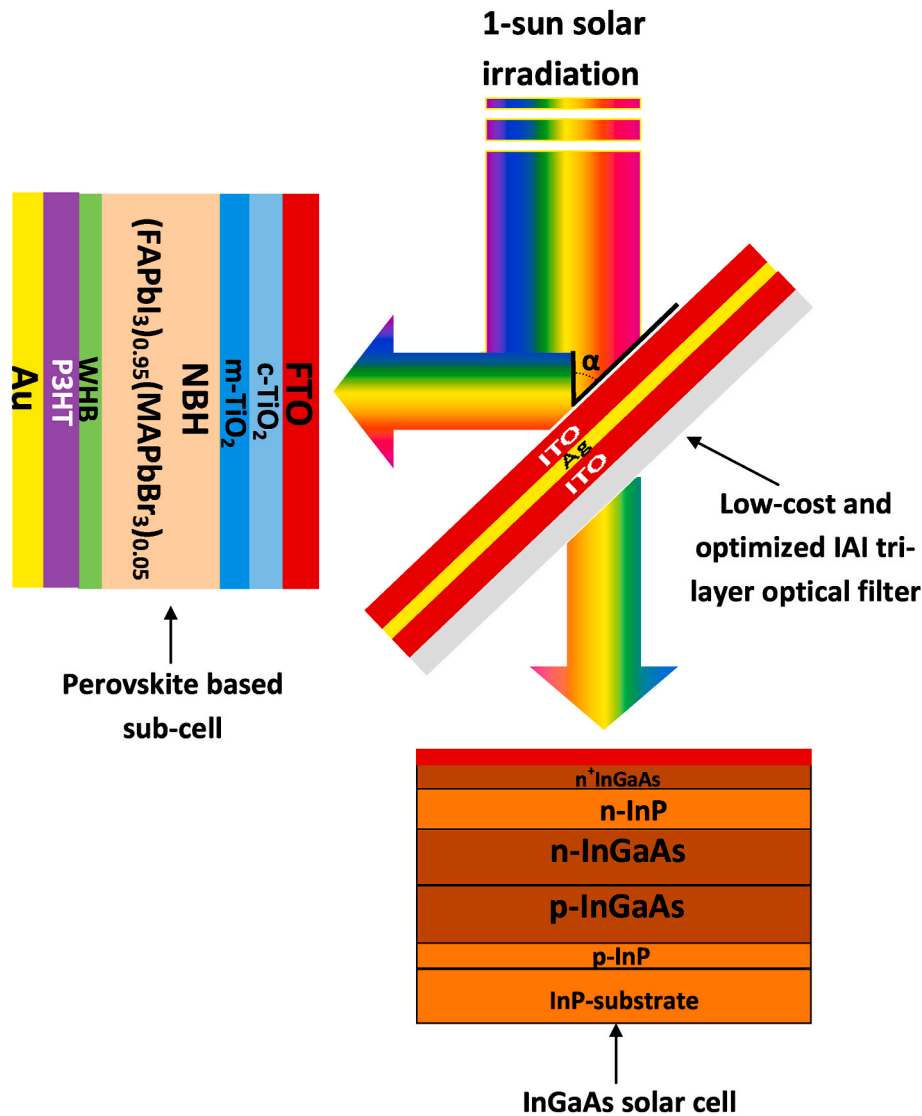 1-sun solar
irradiation
Au
P3HT
WHB
(FAPbI₃)₀.₉₅(MAPbBr₃)₀.₀₅
NBH
m-TiO₂
c-TiO₂
FTO
α
ITO
Ag
ITO
Low-cost and
optimized IAI tri-
layer optical filter
Perovskite based
sub-cell
n⁺InGaAs
n-InP
n-InGaAs
p-InGaAs
p-InP
InP-substrate
InGaAs solar cell